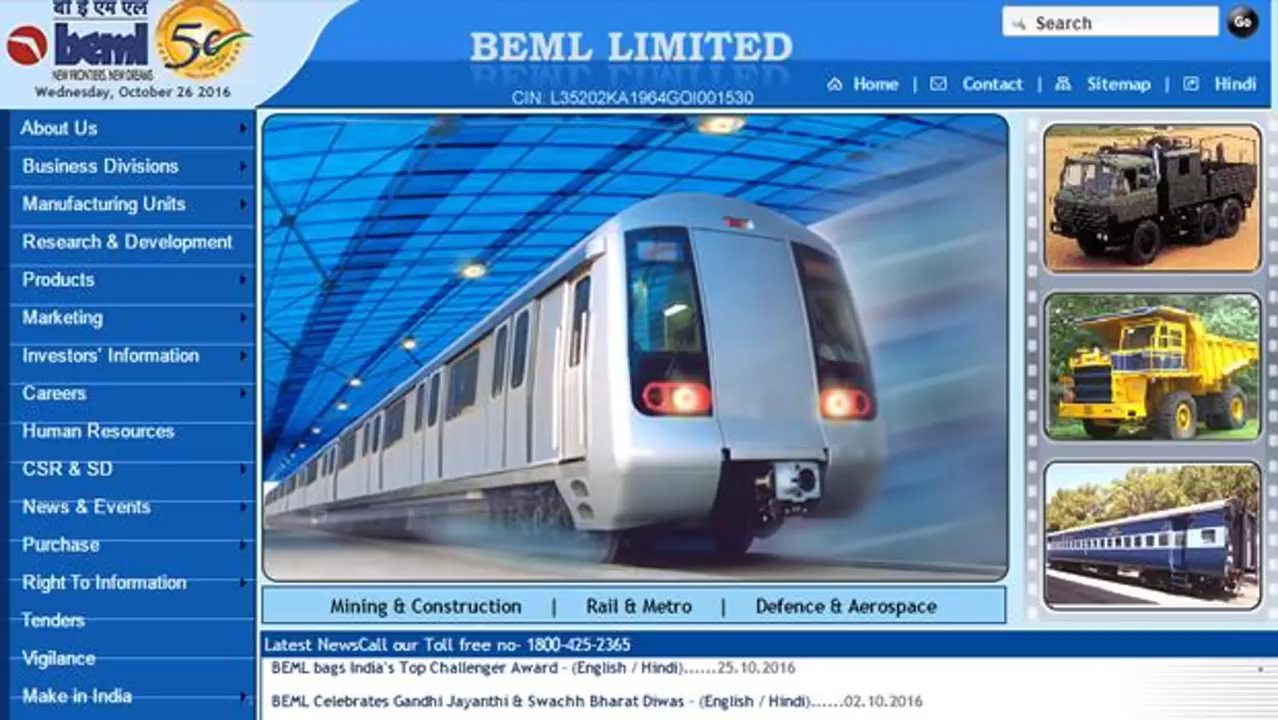 बी ई एम एल
beml
50
NEW FRONTIERS. NEW DREAMS
Wednesday, October 26 2016
BEML LIMITED
CIN: L35202KA1964GOI001530
Search
Go
Home | Contact | Sitemap | Hindi
About Us
Business Divisions
Manufacturing Units
Research & Development
Products
Marketing
Investors' Information
Careers
Human Resources
CSR & SD
News & Events
Purchase
Right To Information
Tenders
Vigilance
Make in India
Mining & Construction | Rail & Metro | Defence & Aerospace
Latest NewsCall our Toll free no- 1800-425-2365
BEML bags India's Top Challenger Award - (English / Hindi)......25.10.2016
BEML Celebrates Gandhi Jayanthi & Swachh Bharat Diwas - (English / Hindi)......02.10.2016